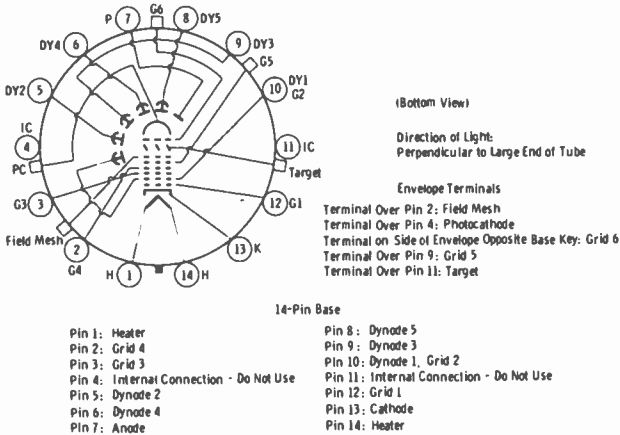 G6
P 7
8 DY5
DY4 6
9 DY3
G5
DY2 5
10 DY1
G2
IC
4
PC
11 IC
Target
G3 3
12 G1
Field Mesh
2
G4
13 K
H 1
14 H
(Bottom View)
Direction of Light:
Perpendicular to Large End of Tube
Envelope Terminals
Terminal Over Pin 2: Field Mesh
Terminal Over Pin 4: Photocathode
Terminal on Side of Envelope Opposite Base Key: Grid 6
Terminal Over Pin 9: Grid 5
Terminal Over Pin 11: Target
14-Pin Base
Pin 1: Heater
Pin 2: Grid 4
Pin 3: Grid 3
Pin 4: Internal Connection - Do Not Use
Pin 5: Dynode 2
Pin 6: Dynode 4
Pin 7: Anode
Pin 8: Dynode 5
Pin 9: Dynode 3
Pin 10: Dynode 1, Grid 2
Pin 11: Internal Connection - Do Not Use
Pin 12: Grid 1
Pin 13: Cathode
Pin 14: Heater